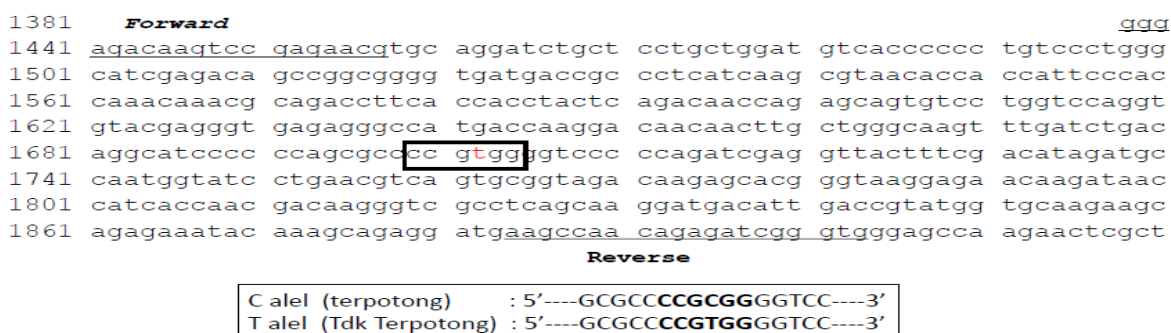 1381 Forward ggg
1441 agacaagtcc gagaacgtgc aggatctgct cctgctggat gtcacccccc tgtccctggg
1501 catcgagaca gccggcgggg tgatgaccgc cctcatcaag cgtaacacca ccattcccac
1561 caaacaaacg cagaccttca ccacctactc agacaaccag agcagtgtcc tggtccaggt
1621 gtacgagggt gagagggcca tgaccaagga caacaacttg ctgggcaagt ttgatctgac
1681 aggcatcccc ccagcgcccc gtggggtccc ccagatcgag gttactttcg acatagatgc
1741 caatggtatc ctgaacgtca gtgcggtaga caagagcacg ggtaaggaga acaagataac
1801 catcaccaac gacaagggtc gcctcagcaa ggatgacatt gaccgtatgg tgcaagaagc
1861 agagaaatac aaagcagagg atgaagccaa cagagatcgg gtgggagcca agaactcgct
Reverse
C alel (terpotong) : 5’----GCGCCCCGCGGGGTCC----3’
T alel (Tdk Terpotong) : 5’----GCGCCCCGTGGGGTCC----3’